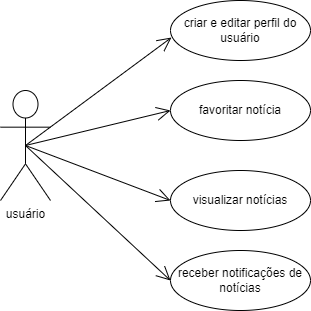 criar e editar perfil do
usuário
favoritar notícia
visualizar notícias
usuário
receber notificações de
notícias